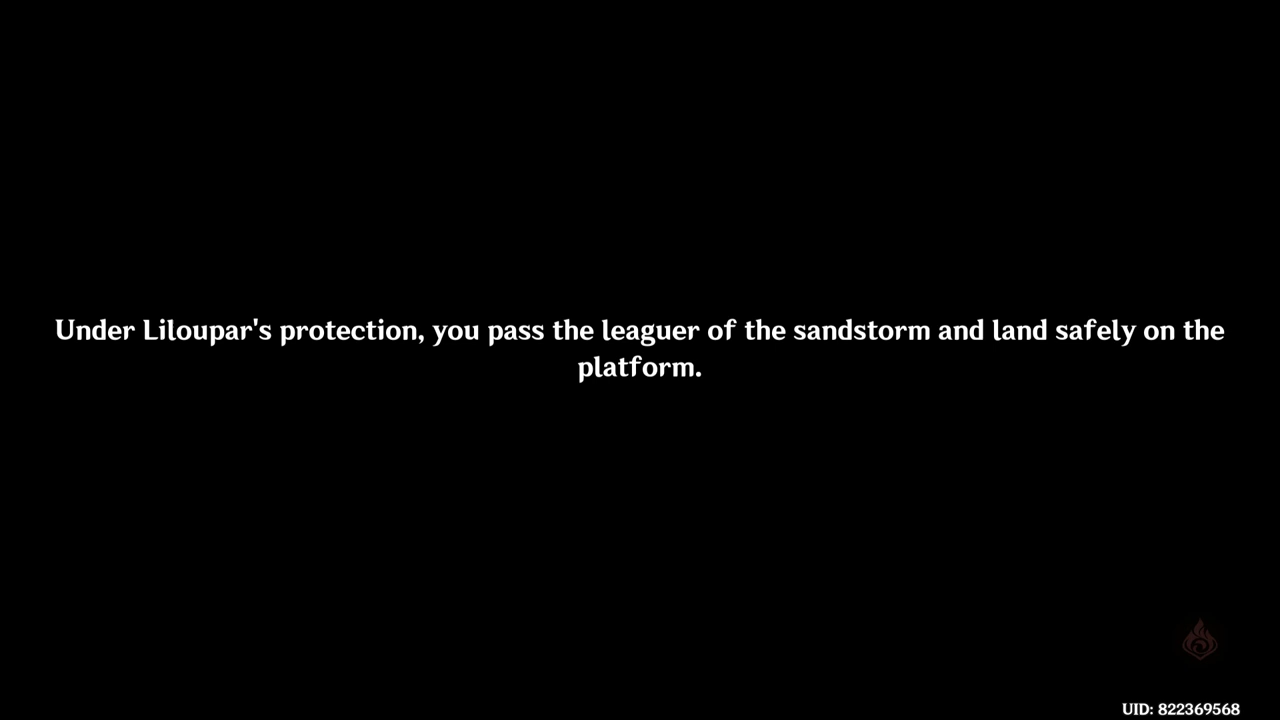 Under Liloupar's protection, you pass the leaguer of the sandstorm and land safely on the
platform.
UID: 822369568